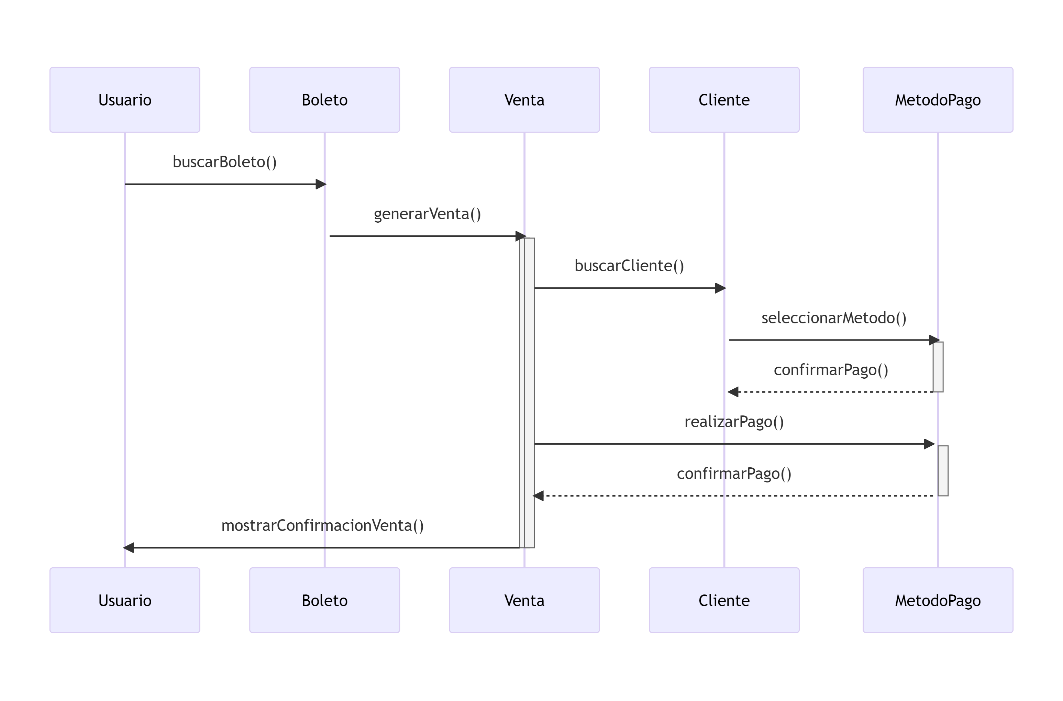 Usuario
Boleto
Venta
Cliente
MetodoPago
buscarBoleto()
generarVenta()
buscarCliente()
seleccionarMetodo()
confirmarPago()
realizarPago()
confirmarPago()
mostrarConfirmacionVenta()
Usuario
Boleto
Venta
Cliente
MetodoPago